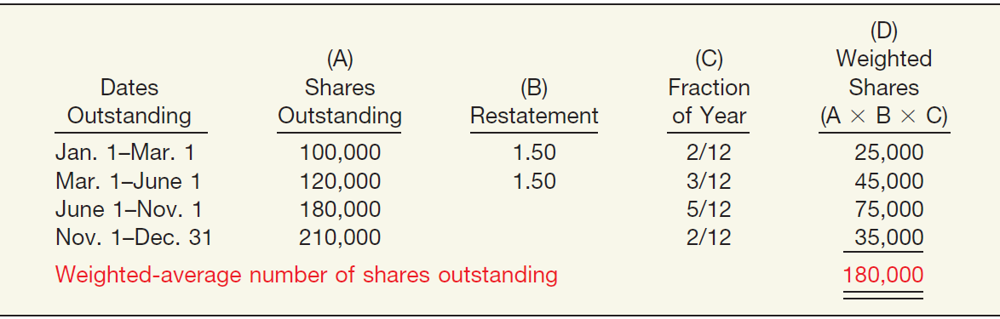 (D)
(A) (C) Weighted
Dates Shares (B) Fraction Shares
Outstanding Outstanding Restatement of Year (A × B × C)
Jan. 1–Mar. 1 100,000 1.50 2/12 25,000
Mar. 1–June 1 120,000 1.50 3/12 45,000
June 1–Nov. 1 180,000 5/12 75,000
Nov. 1–Dec. 31 210,000 2/12 35,000
Weighted-average number of shares outstanding 180,000